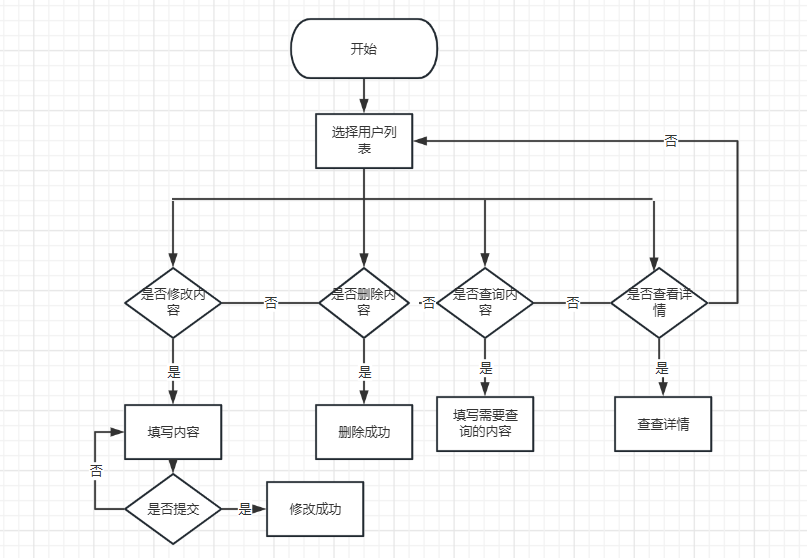 开始
选择用户列
表
否
是否修改内
容
否
是否删除内
容
否
是否查询内
容
否
是否查看详
情
是
是
是
是
填写内容
删除成功
填写需要查
询的内容
查查详情
否
是否提交
是
修改成功